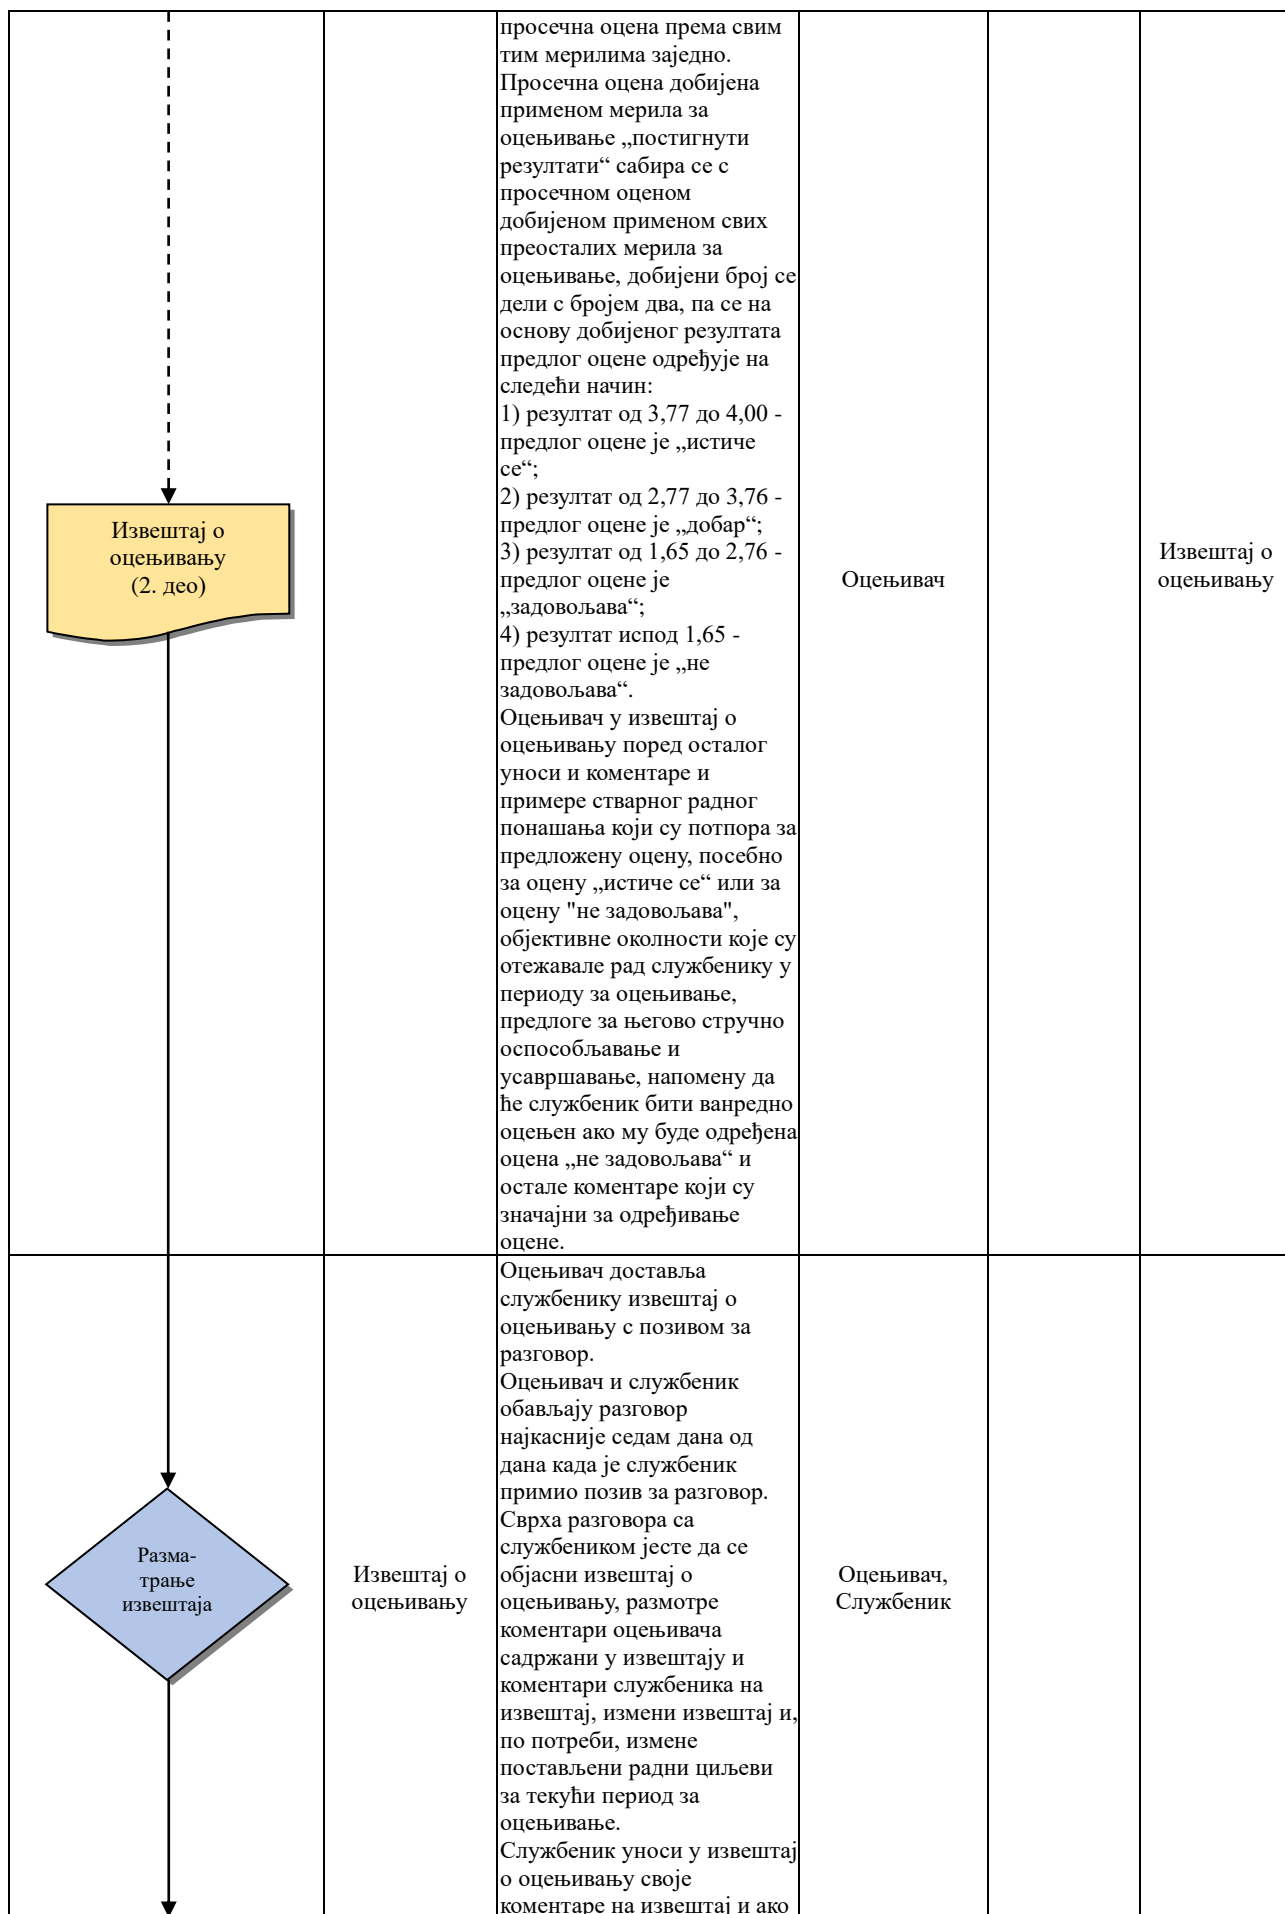 просечна оцена према свим
тим мерилима заједно.
Просечна оцена добијена
применом мерила за
оцењивање „постигнути
резултати“ сабира се с
просечном оценом
добијеном применом свих
преосталих мерила за
оцењивање, добијени број се
дели с бројем два, па се на
основу добијеног резултата
предлог оцене одређује на
следећи начин:
1) резултат од 3,77 до 4,00 -
предлог оцене је „истиче
се“;
2) резултат од 2,77 до 3,76 -
предлог оцене је „добар“;
3) резултат од 1,65 до 2,76 -
предлог оцене је
„задовољава“;
4) резултат испод 1,65 -
предлог оцене је „не
задовољава“.
Оцењивач у извештај о
оцењивању поред осталог
уноси и коментаре и
примере стварног радног
понашања који су потпора за
предложену оцену, посебно
за оцену „истиче се“ или за
оцену "не задовољава",
објективне околности које су
отежавале рад службенику у
периоду за оцењивање,
предлоге за његово стручно
оспособљавање и
усавршавање, напомену да
ће службеник бити ванредно
оцењен ако му буде одређена
оцена „не задовољава“ и
остале коментаре који су
значајни за одређивање
оцене.
Извештај о
оцењивању
(2. део)
Оцењивач
Извештај о
оцењивању
Разма-
трање
извештаја
Извештај о
оцењивању
Оцењивач доставља
службенику извештај о
оцењивању с позивом за
разговор.
Оцењивач и службеник
обављају разговор
најкасније седам дана од
дана када је службеник
примио позив за разговор.
Сврха разговора са
службеником јесте да се
објасни извештај о
оцењивању, размотре
коментари оцењивача
садржани у извештају и
коментари службеника на
извештај, измени извештај и,
по потреби, измене
постављени радни циљеви
за текући период за
оцењивање.
Службеник уноси у извештај
о оцењивању своје
коментаре на извештај и ако
Оцењивач,
Службеник